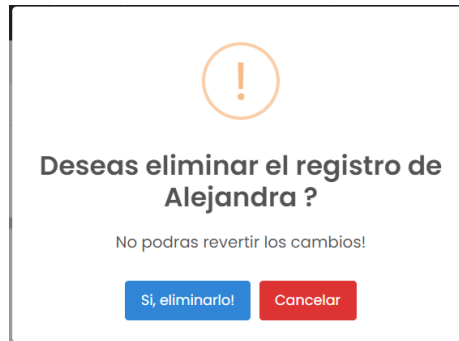 Deseas eliminar el registro de
Alejandra ?
No podras revertir los cambios!
Si, eliminarlo!
Cancelar